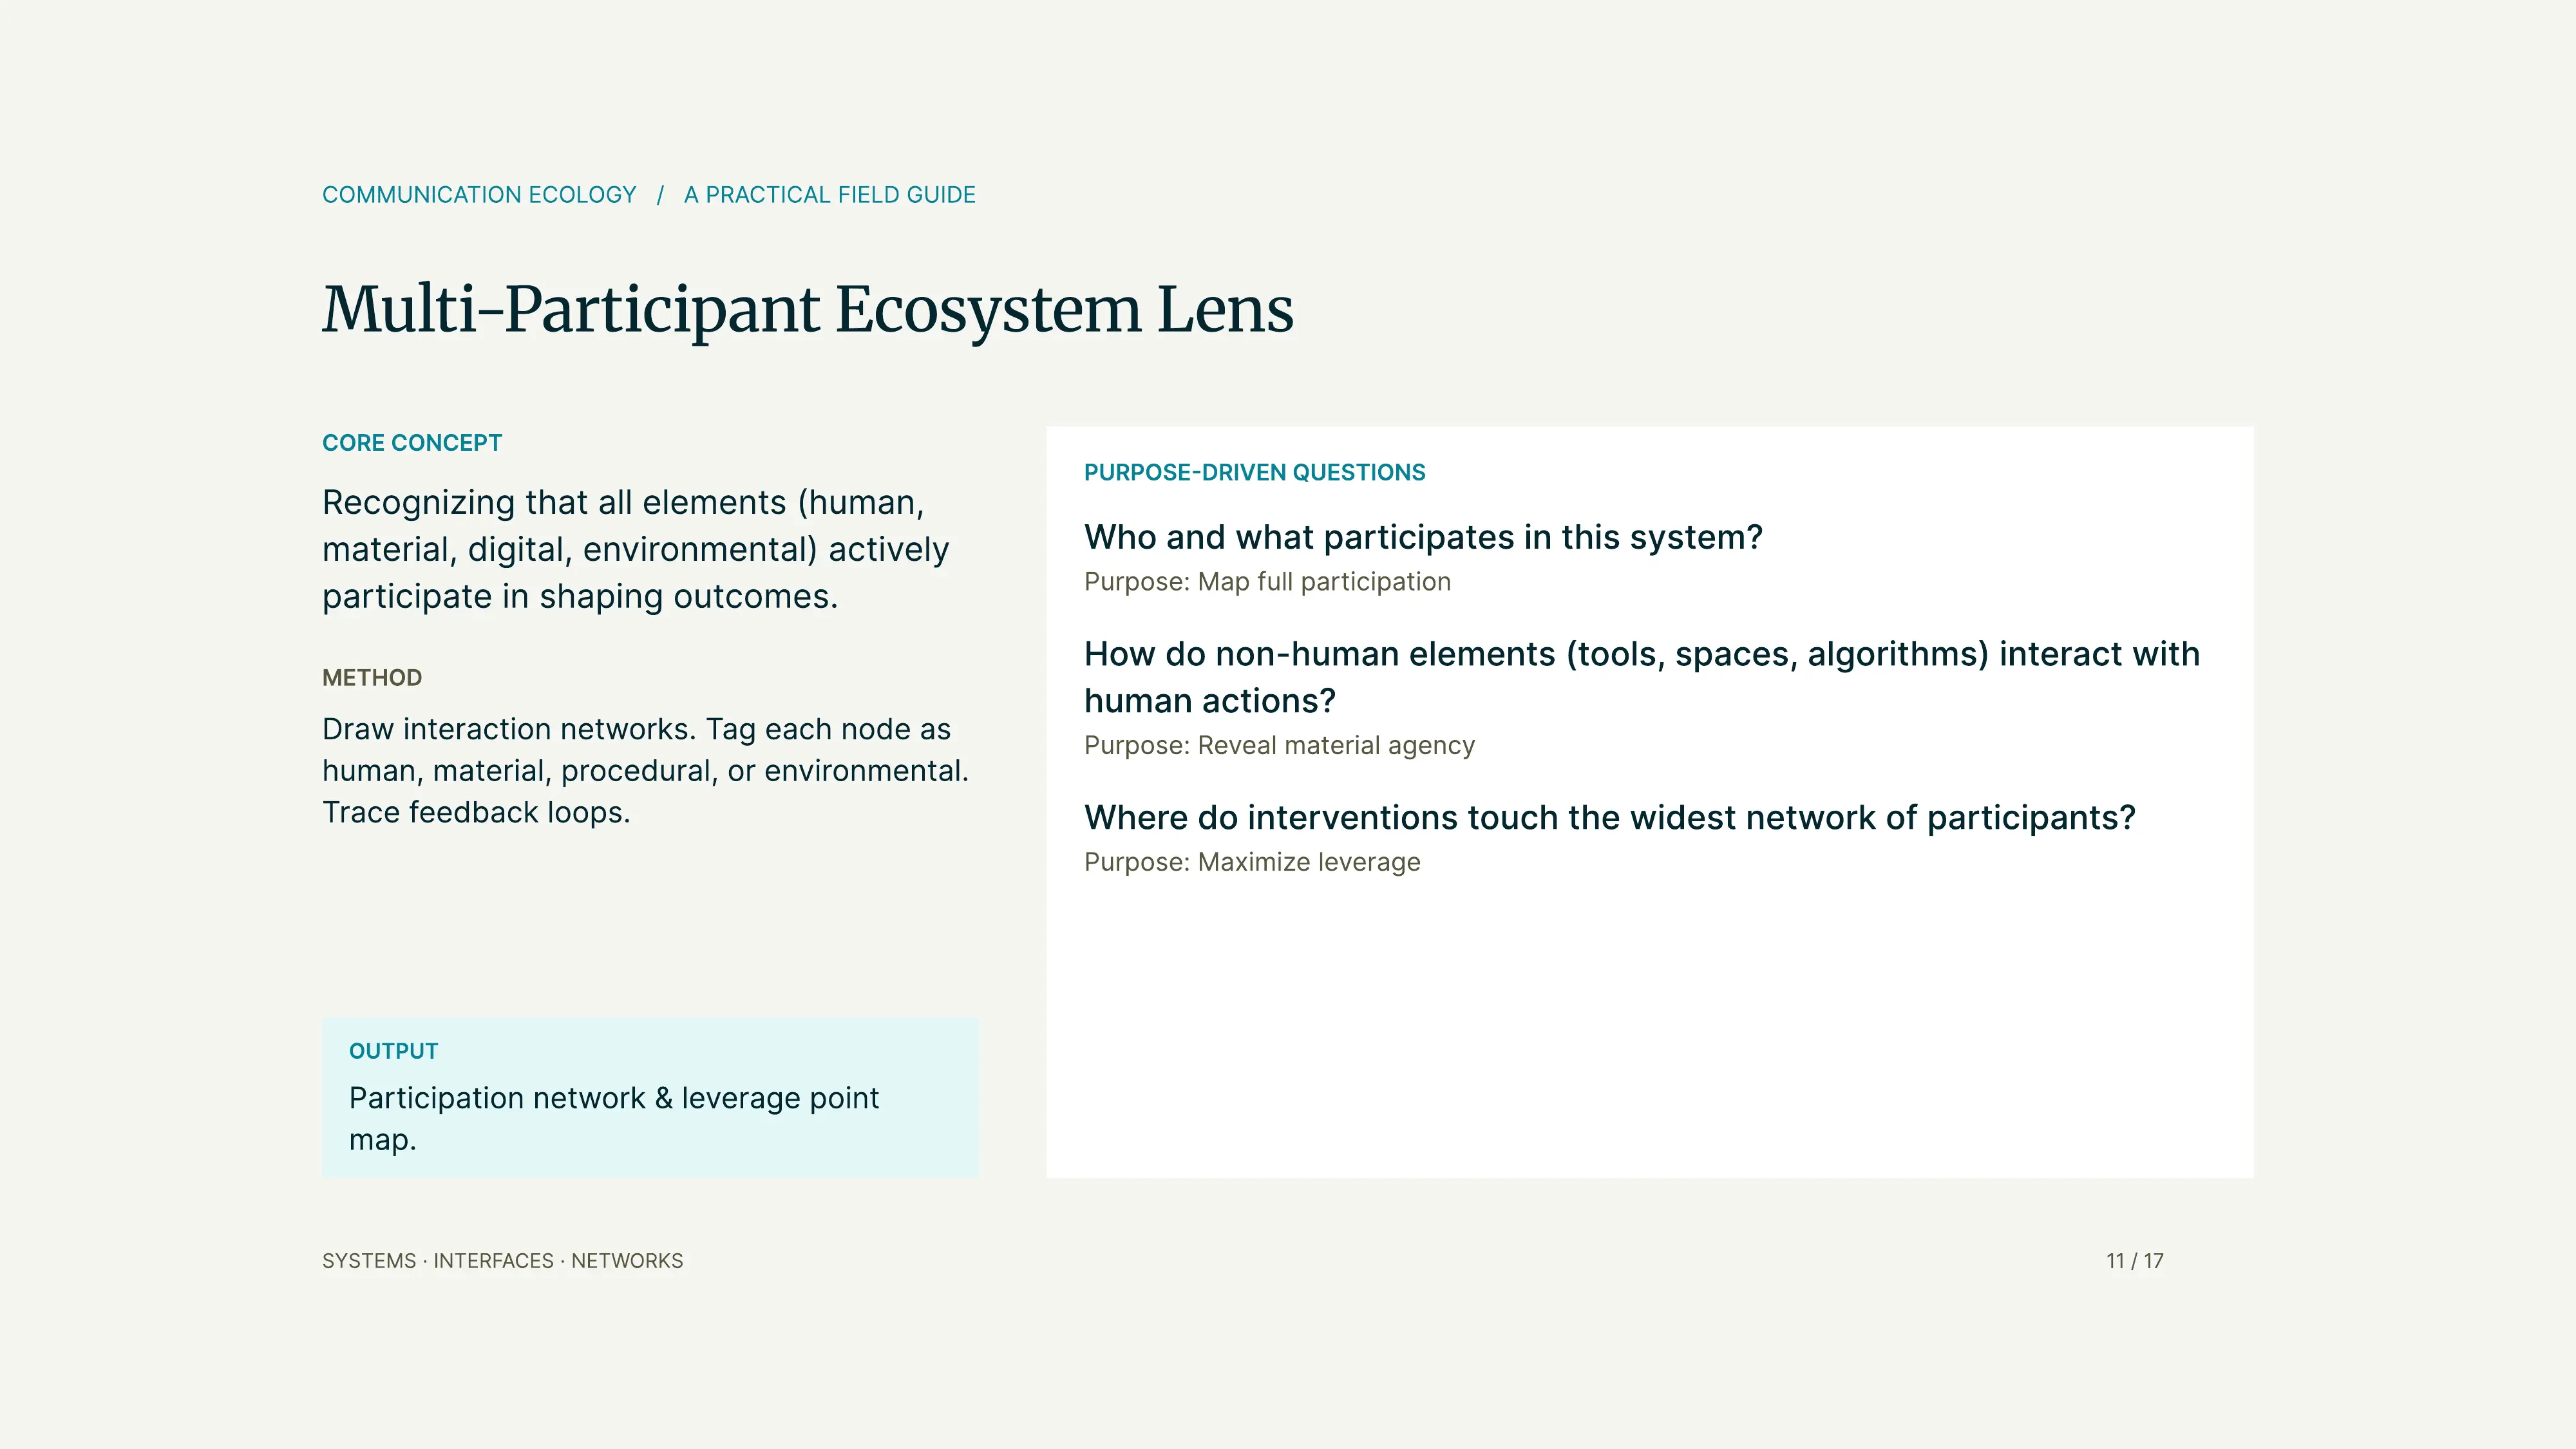 COMMUNICATION ECOLOGY / A PRACTICAL FIELD GUIDE
Multi-Participant Ecosystem Lens
CORE CONCEPT
Recognizing that all elements (human,
material, digital, environmental) actively
participate in shaping outcomes.
METHOD
Draw interaction networks. Tag each node as
human, material, procedural, or environmental.
Trace feedback loops.
OUTPUT
Participation network & leverage point
map.
PURPOSE-DRIVEN QUESTIONS
Who and what participates in this system?
Purpose: Map full participation
How do non-human elements (tools, spaces, algorithms) interact with
human actions?
Purpose: Reveal material agency
Where do interventions touch the widest network of participants?
Purpose: Maximize leverage
SYSTEMS · INTERFACES · NETWORKS
11 / 17